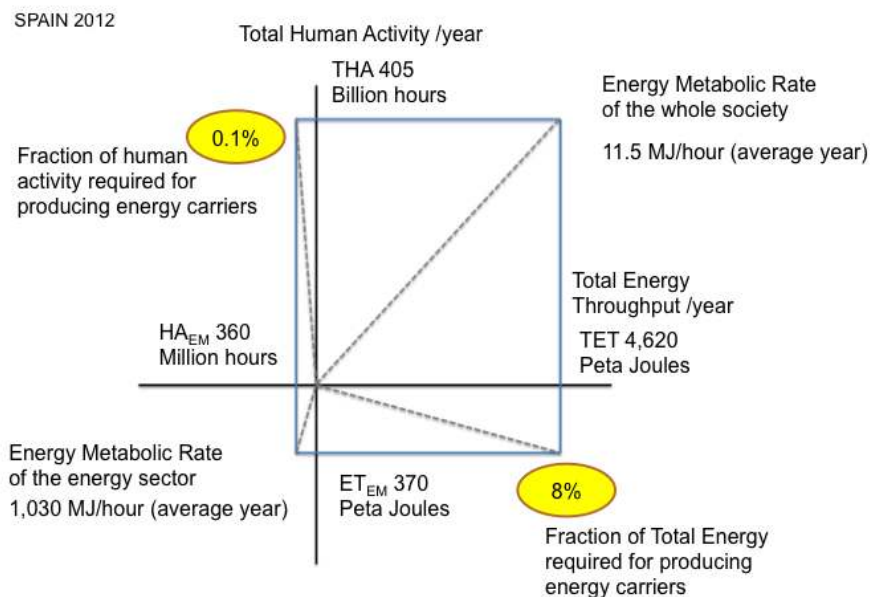 SPAIN 2012
Total Human Activity /year
THA 405
Billion hours
Energy Metabolic Rate
of the whole society
11.5 MJ/hour (average year)
0.1%
Fraction of human
activity required for
producing energy carriers
Total Energy
Throughput /year
TET 4,620
Peta Joules
HA_EM 360
Million hours
Energy Metabolic Rate
of the energy sector
1,030 MJ/hour (average year)
ET_EM 370
Peta Joules
8%
Fraction of Total Energy
required for producing
energy carriers